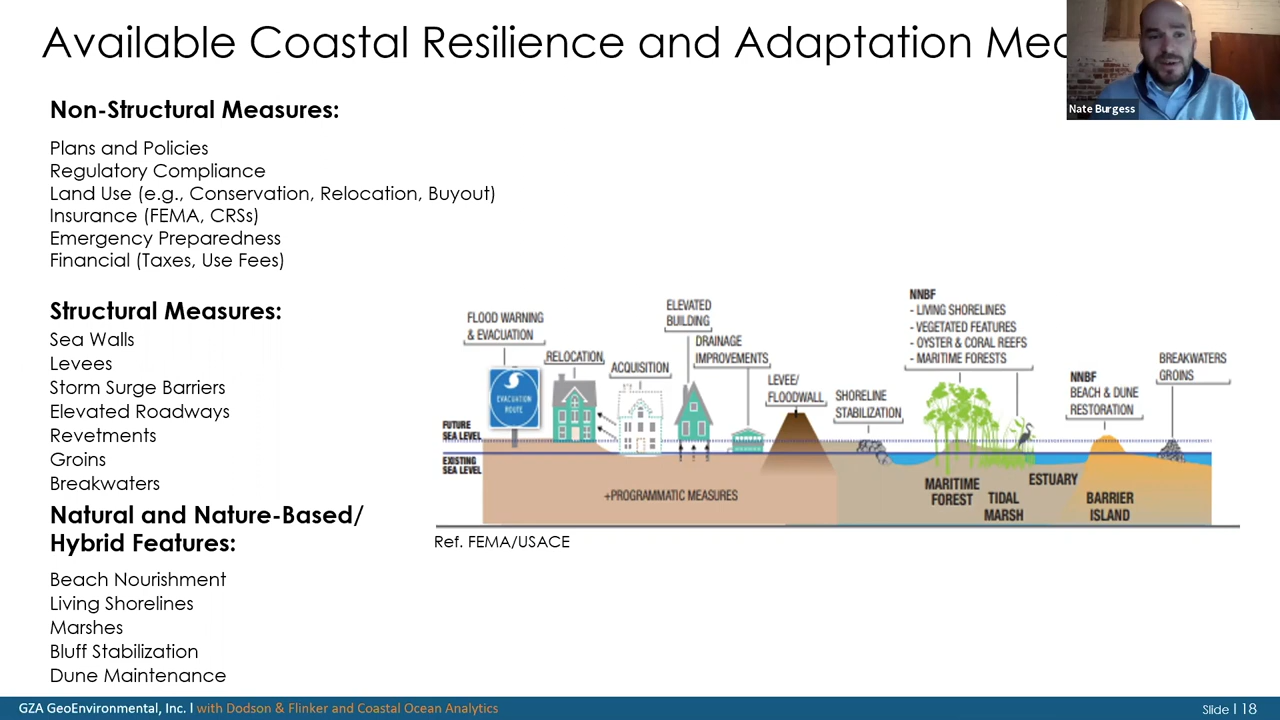 Available Coastal Resilience and Adaptation
Nate Burgess
Non-Structural Measures:
Plans and Policies
Regulatory Compliance
Land Use (e.g., Conservation, Relocation, Buyout)
Insurance (FEMA, CRSs)
Emergency Preparedness
Financial (Taxes, Use Fees)
Structural Measures:
Sea Walls
Levees
Storm Surge Barriers
Elevated Roadways
Revetments
Groins
Breakwaters
Natural and Nature-Based/
Hybrid Features:
Beach Nourishment
Living Shorelines
Marshes
Bluff Stabilization
Dune Maintenance
FLOOD WARNING
& EVACUATION
RELOCATION
ACQUISITION
ELEVATED
BUILDING
DRAINAGE
IMPROVEMENTS
LEVEE/
FLOODWALL
SHORELINE
STABILIZATION
NNBF
- LIVING SHORELINES
- VEGETATED FEATURES
- OYSTER & CORAL REEFS
- MARITIME FORESTS
NNBF
BEACH & DUNE
RESTORATION
BREAKWATERS
GROINS
EVACUATION
ROUTE
FUTURE
SEA LEVEL
EXISTING
SEA LEVEL
+PROGRAMMATIC MEASURES
MARITIME
FOREST
TIDAL
MARSH
ESTUARY
BARRIER
ISLAND
Ref. FEMA/USACE
GZA GeoEnvironmental, Inc. | with Dodson & Flinker and Coastal Ocean Analytics
Slide | 18